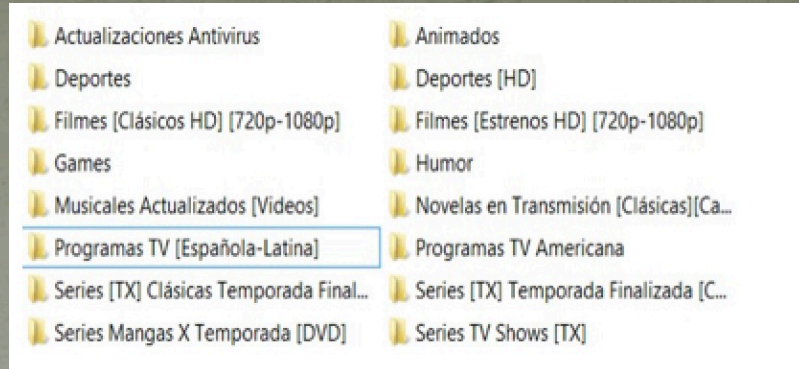 Actualizaciones Antivirus
Animados
Deportes
Deportes [HD]
Filmes [Clásicos HD] [720p-1080p]
Filmes [Estrenos HD] [720p-1080p]
Games
Humor
Musicales Actualizados [Videos]
Novelas en Transmisión [Clásicas][Ca...
Programas TV [Española-Latina]
Programas TV Americana
Series [TX] Clásicas Temporada Final...
Series [TX] Temporada Finalizada [C...
Series Mangas X Temporada [DVD]
Series TV Shows [TX]